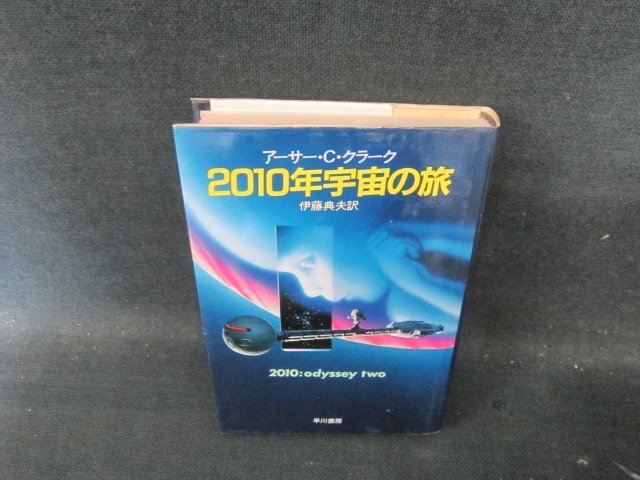 アーサー・C・クラーク
2010年宇宙の旅
伊藤典夫訳
2010:odyssey two
早川書房